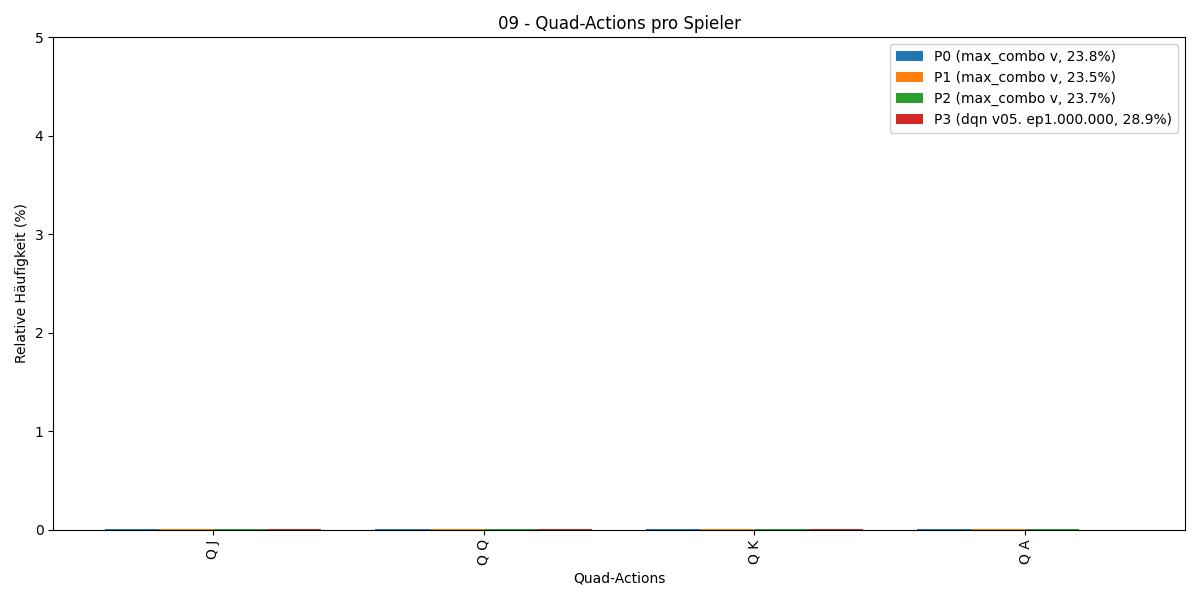 09 - Quad-Actions pro Spieler
P0 (max_combo v, 23.8%)
P1 (max_combo v, 23.5%)
P2 (max_combo v, 23.7%)
P3 (dqn v05. ep1.000.000, 28.9%)
Relative Häufigkeit (%)
5
4
3
2
1
0
Q J
Q Q
Q K
Q A
Quad-Actions